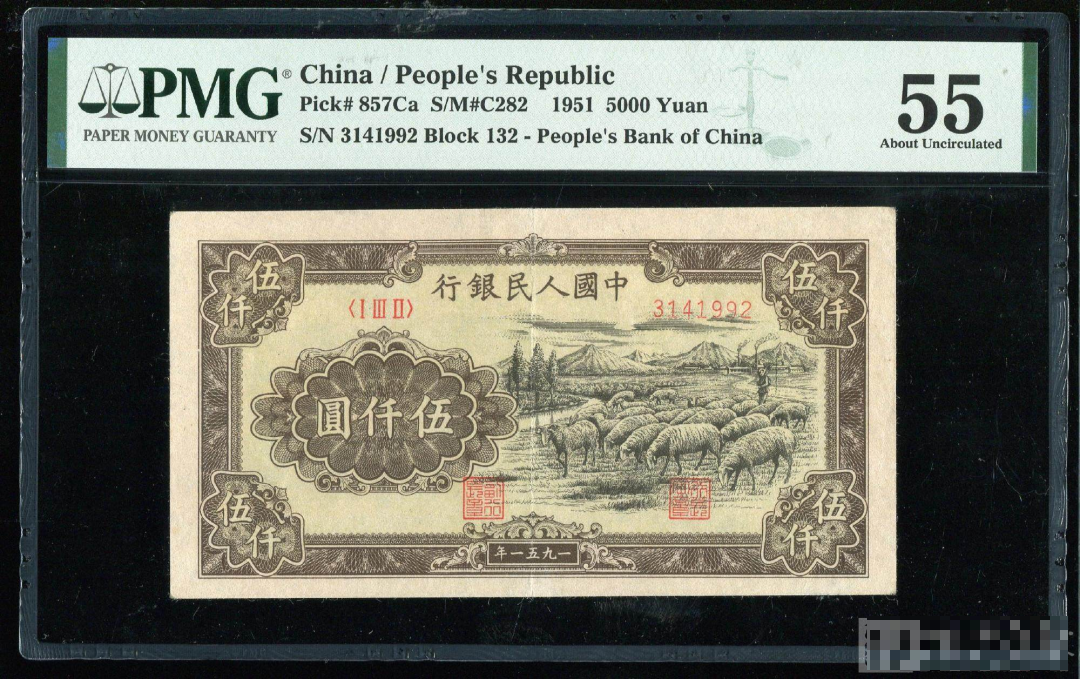 PMG®
PAPER MONEY GUARANTY
China / People's Republic
Pick# 857Ca S/M#C282 1951 5000 Yuan
S/N 3141992 Block 132 - People's Bank of China
55
About Uncirculated
中國人民銀行
伍仟
伍仟
〈I III II〉
3141992
伍仟圓
伍仟
伍仟
一九五一年